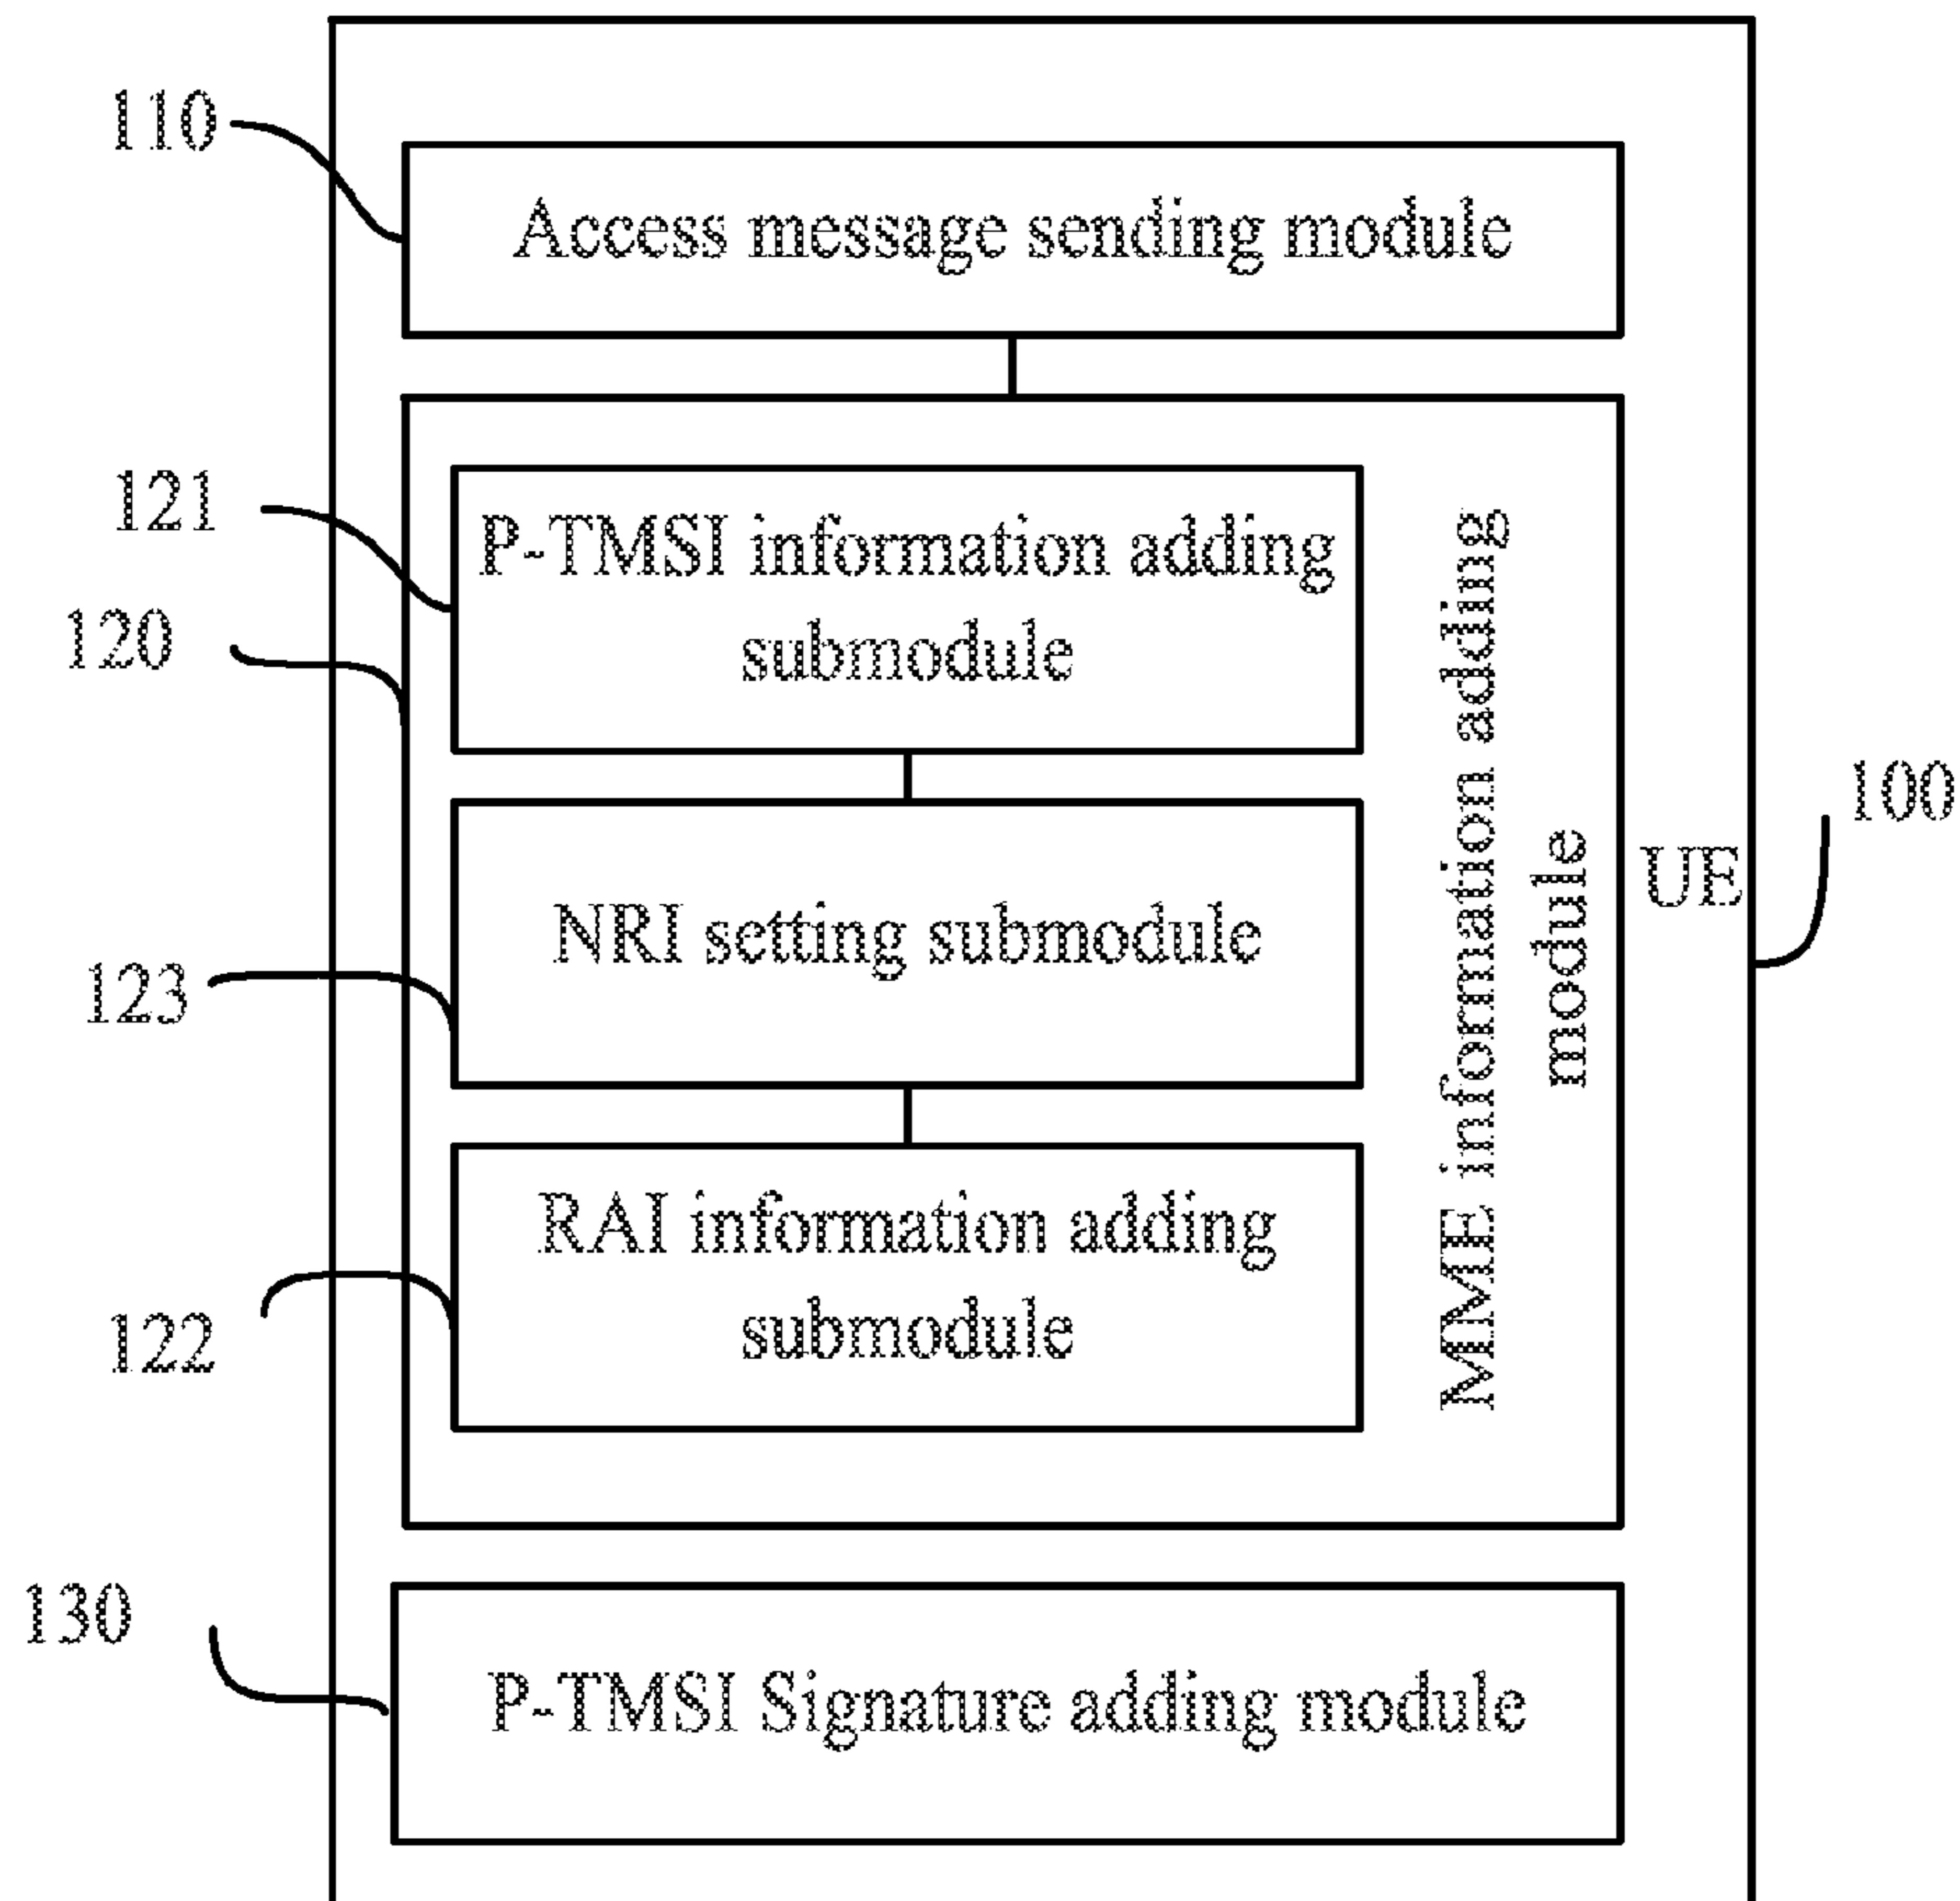 110
Access message sending module
121
P-TMSI information adding
submodule
120
MME information adding
module
UE
100
NRI setting submodule
123
RAI information adding
submodule
122
130
P-TMSI Signature adding module